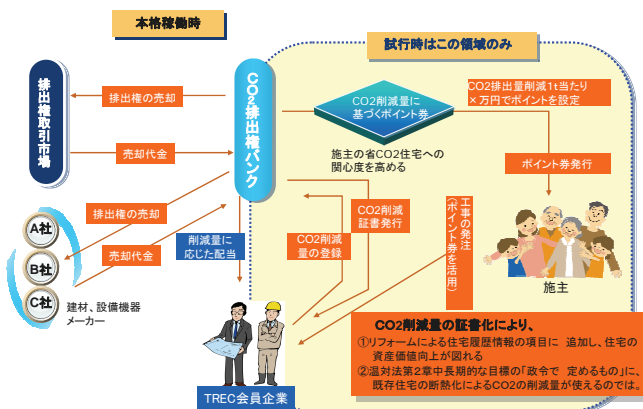 本格稼働時
試行時はこの領域のみ
排出権取引市場
CO2排出権バンク
排出権の売却
売却代金
CO2削減量に
基づくポイント券
施主の省CO2住宅への
関心度を高める
CO2排出量削減1t当たり
×万円でポイントを設定
ポイント券発行
施主
排出権の売却
売却代金
A社
B社
C社
建材、設備機器
メーカー
削減量に
応じた配当
CO2削減
量の登録
CO2削減
証書発行
工事の発注
(ポイント券を活用)
TREC会員企業
CO2削減量の証書化により、
①リフォームによる住宅履歴情報の項目に 追加し、住宅の
資産価値向上が図れる
②温対法第2章中長期的な目標の「政令で 定めるもの」に、
既存住宅の断熱化によるCO2の削減量が使えるのでは。